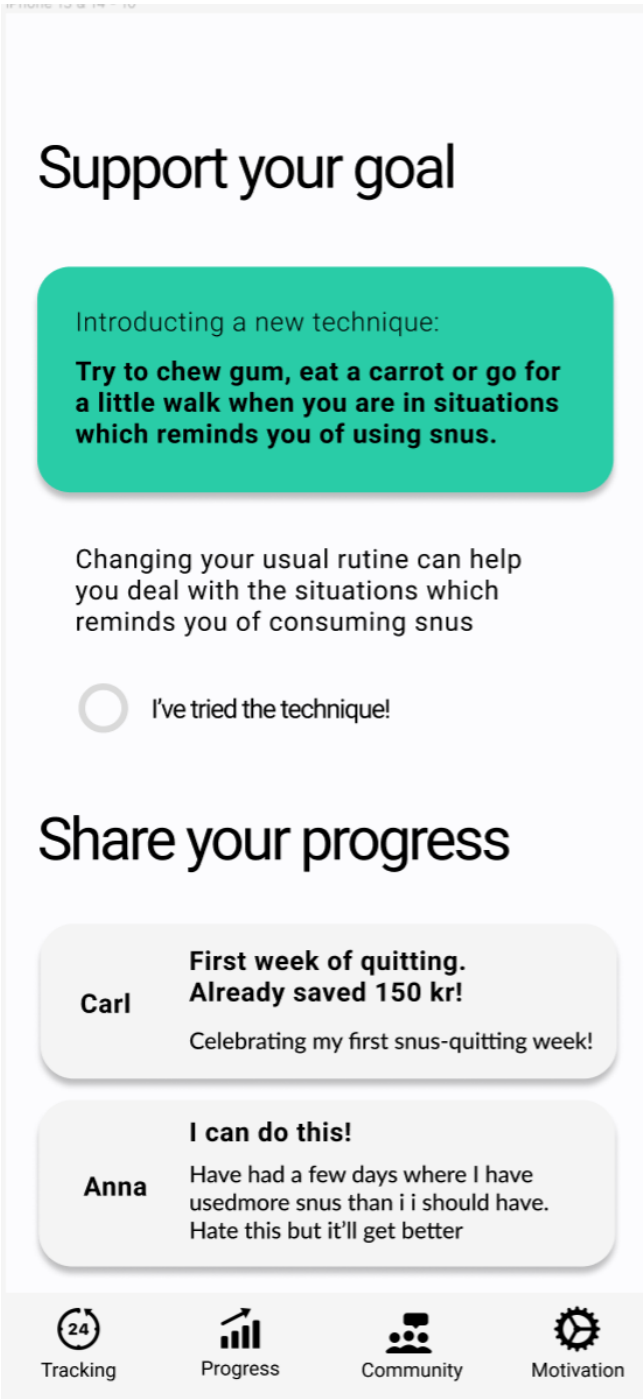 Support your goal
Introducting a new technique:
Try to chew gum, eat a carrot or go for
a little walk when you are in situations
which reminds you of using snus.
Changing your usual rutine can help
you deal with the situations which
reminds you of consuming snus
I've tried the technique!
Share your progress
Carl
First week of quitting.
Already saved 150 kr!
Celebrating my first snus-quitting week!
Anna
I can do this!
Have had a few days where I have
usedmore snus than i i should have.
Hate this but it'll get better
24
Tracking
Progress
Community
Motivation